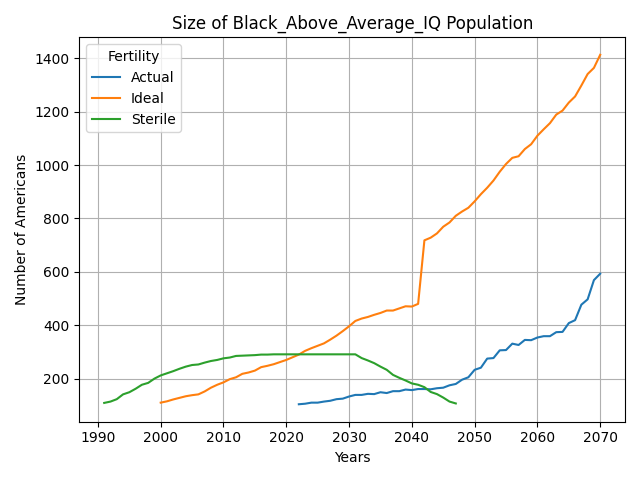 Size of Black_Above_Average_IQ Population
Fertility
Actual
Ideal
Sterile
Number of Americans
1400
1200
1000
800
600
400
200
1990 2000 2010 2020 2030 2040 2050 2060 2070
Years